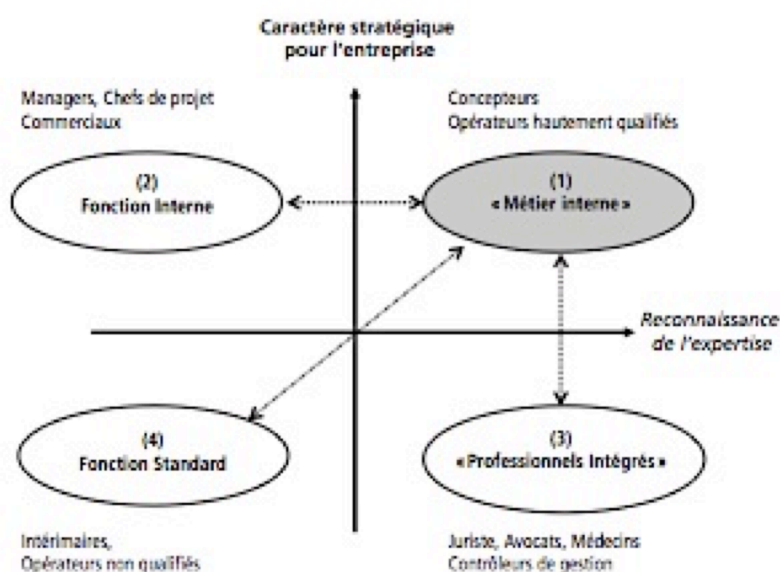 Caractère stratégique
pour l'entreprise
Managers, Chefs de projet
Commerciaux
Concepteurs
Opérateurs hautement qualifiés
(2)
Fonction Interne
(1)
«Métier interne»
Reconnaissance
de l'expertise
(4)
Fonction Standard
(3)
«Professionnels Intégrés»
Intérimaires,
Opérateurs non qualifiés
Juriste, Avocats, Médecins
Contrôleurs de gestion